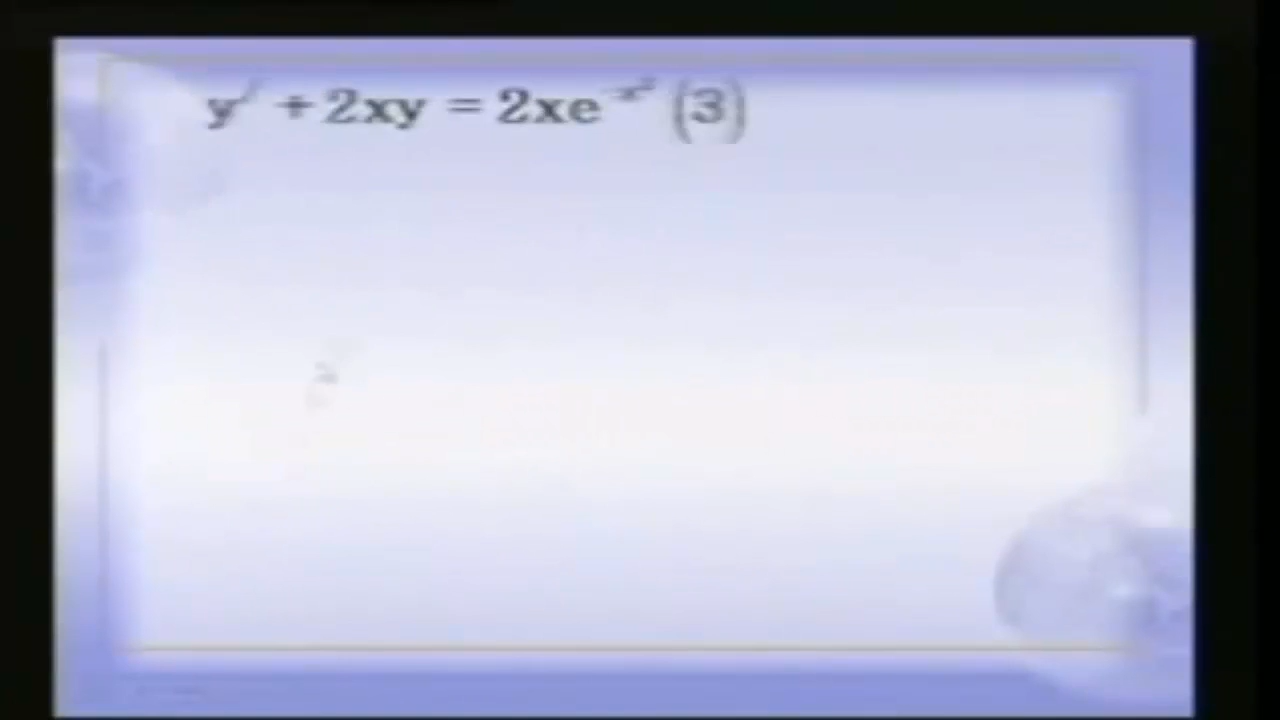 y′ + 2xy = 2xe^{-x²} (3)